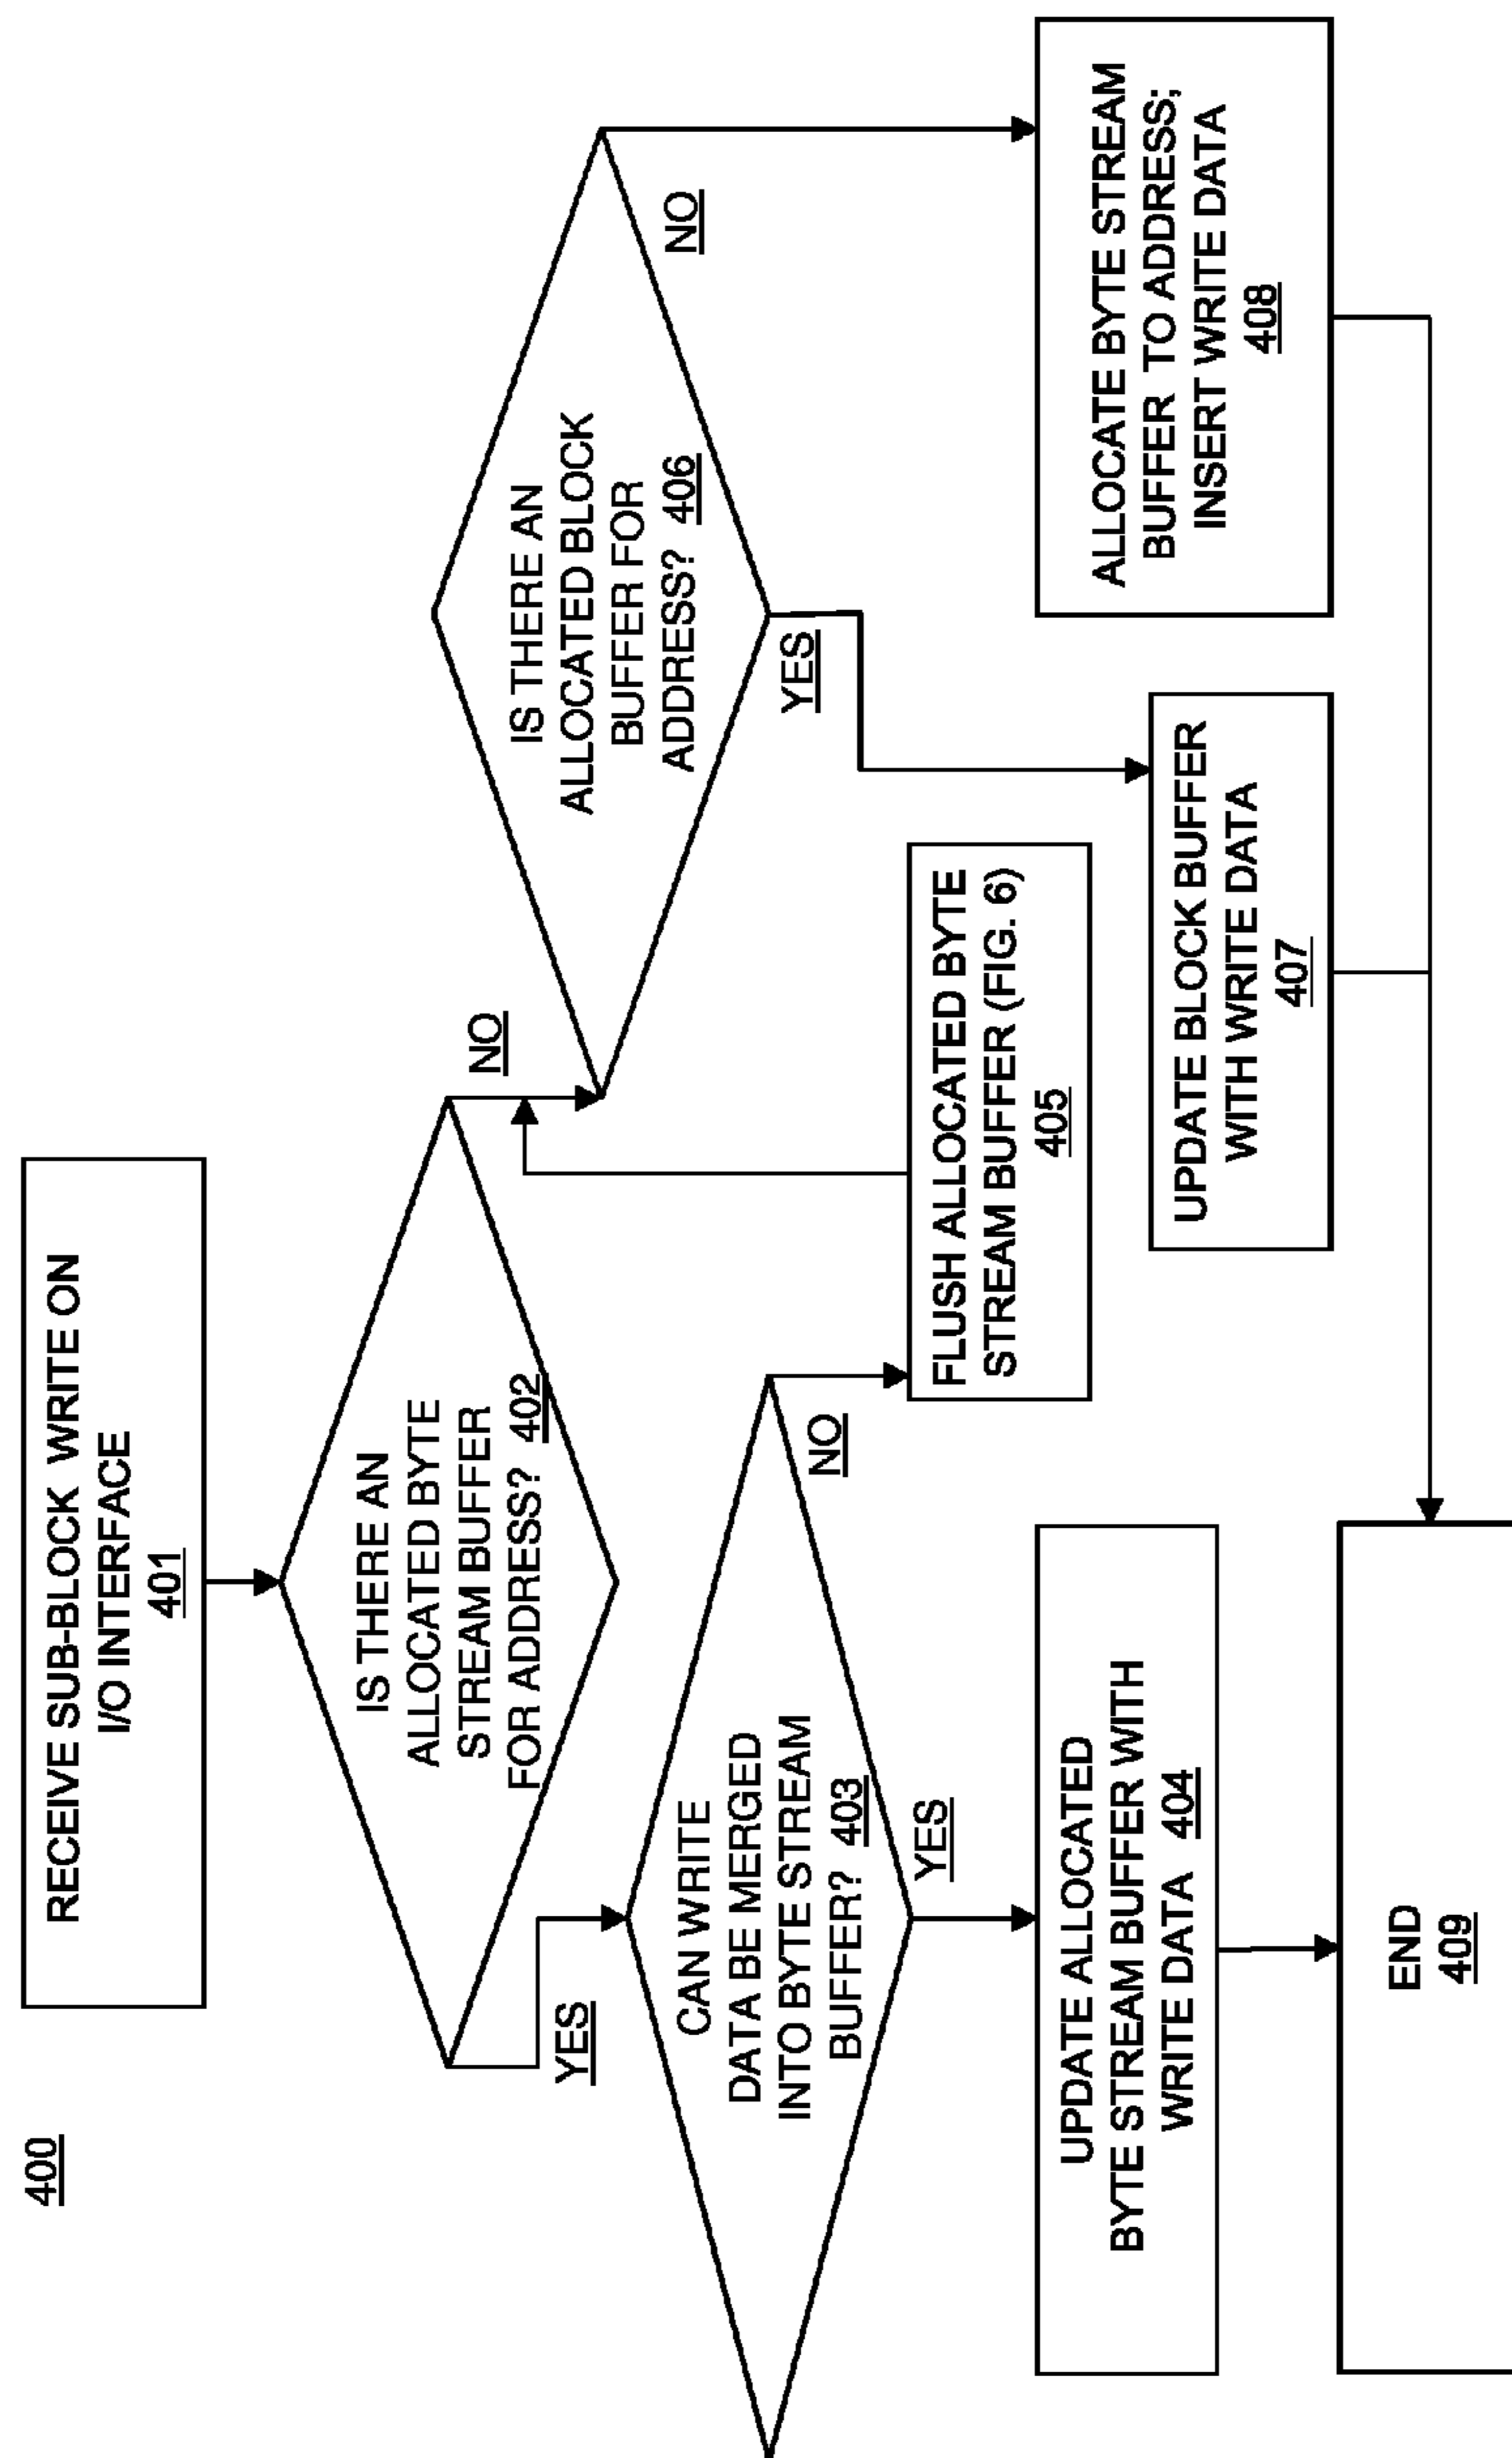 400
RECEIVE SUB-BLOCK WRITE ON
I/O INTERFACE
401
IS THERE AN
ALLOCATED BYTE
STREAM BUFFER
FOR ADDRESS? 402
YES
NO
CAN WRITE
DATA BE MERGED
INTO BYTE STREAM
BUFFER? 403
YES
NO
UPDATE ALLOCATED
BYTE STREAM BUFFER WITH
WRITE DATA 404
FLUSH ALLOCATED BYTE
STREAM BUFFER (FIG. 6)
405
IS THERE AN
ALLOCATED BLOCK
BUFFER FOR
ADDRESS? 406
YES
NO
UPDATE BLOCK BUFFER
WITH WRITE DATA
407
ALLOCATE BYTE STREAM
BUFFER TO ADDRESS;
INSERT WRITE DATA
408
END
409